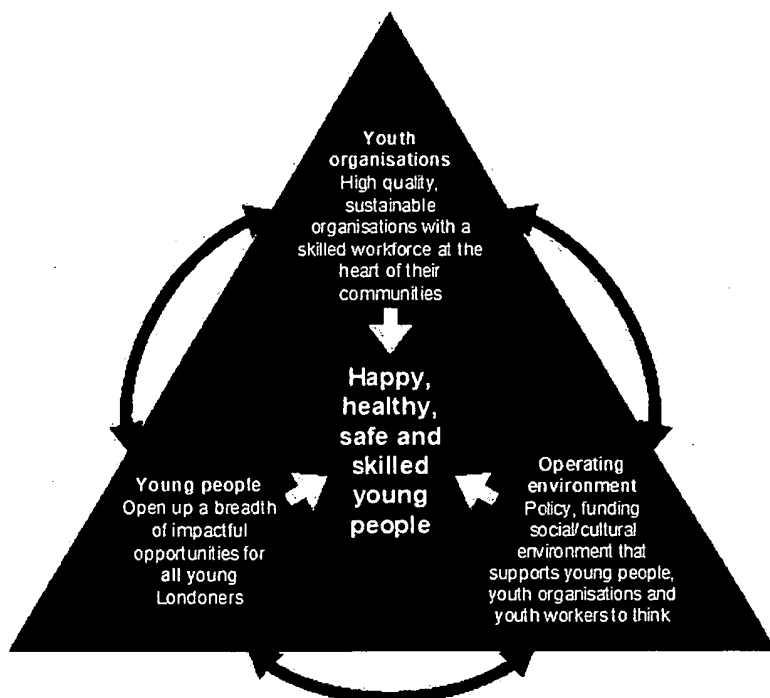 Youth
organisations
High quality,
sustainable
organisations with a
skilled workforce at the
heart of their
communities
Happy,
healthy,
safe and
skilled
young
people
Young people
Open up a breadth
of impactful
opportunities for
all young
Londoners
Operating
environment
Policy, funding
social/cultural
environment that
supports young people,
youth organisations and
youth workers to think